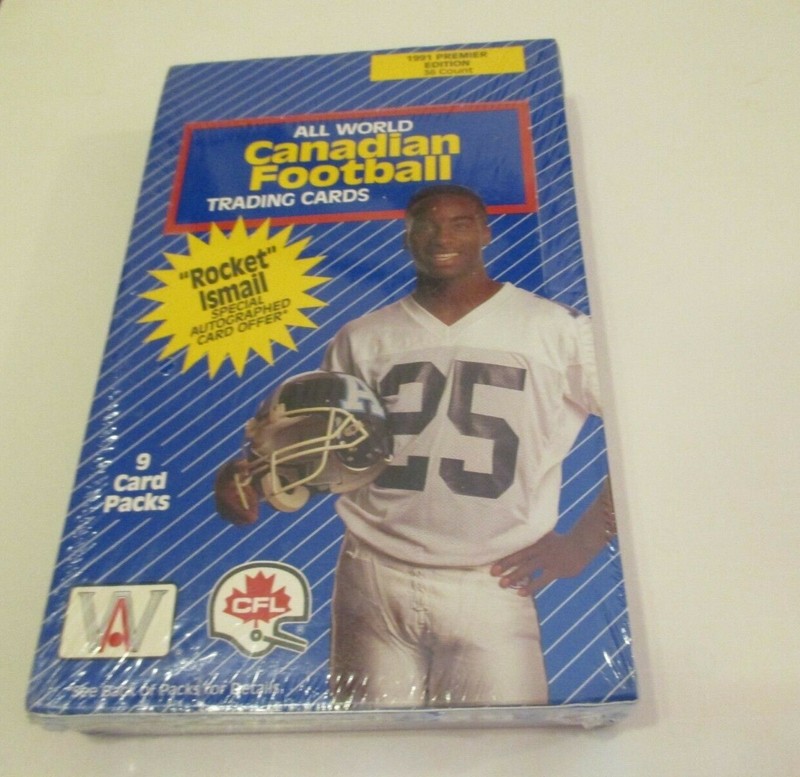 1991 PREMIER
EDITION
36 Count
ALL WORLD
Canadian
Football
TRADING CARDS
"Rocket"
Ismail
SPECIAL
AUTOGRAPHED
CARD OFFER*
25
A
9
Card
Packs
AW
CFL
*See Back of Packs for Details.